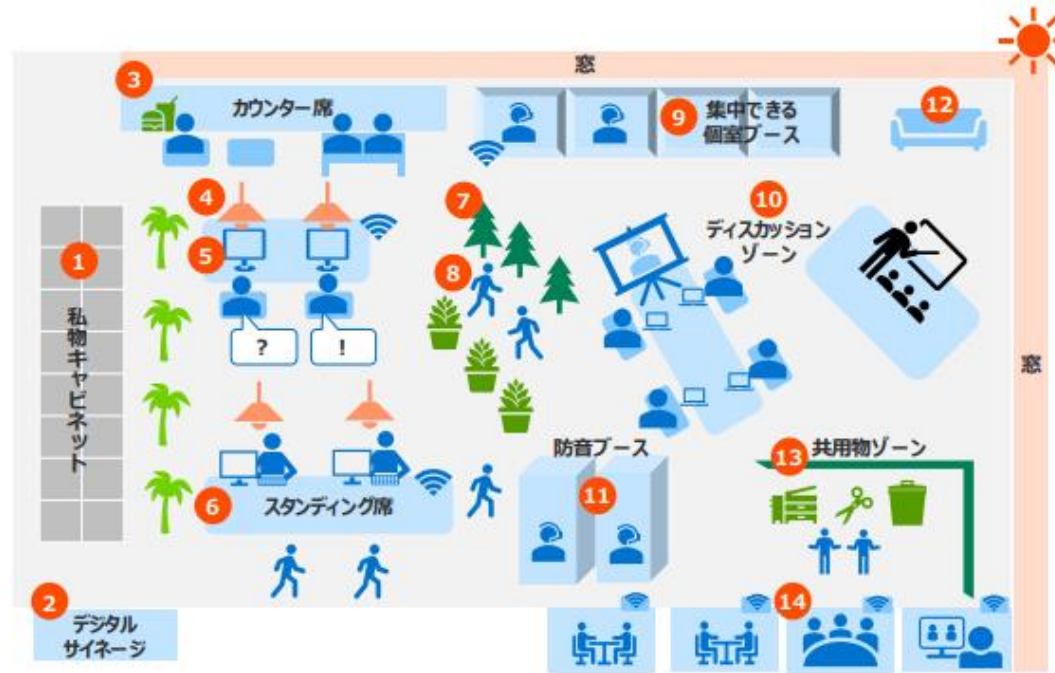 窓
3
カウンター席
9
集中できる
個室ブース
12
4
7
10
ディスカッション
ゾーン
1
5
8
私物キャビネット
?
!
窓
防音ブース
13
共用物ゾーン
6
スタンディング席
11
2
デジタル
サイネージ
14